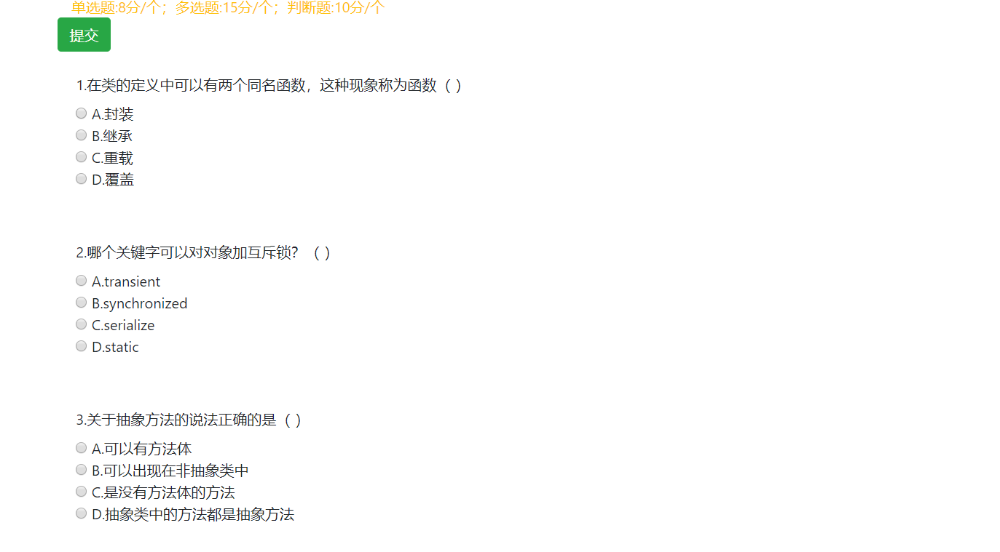 单选题:8分/个；多选题:15分/个；判断题:10分/个
提交
1.在类的定义中可以有两个同名函数，这种现象称为函数（ ）
A.封装
B.继承
C.重载
D.覆盖
2.哪个关键字可以对对象加互斥锁？（ ）
A.transient
B.synchronized
C.serialize
D.static
3.关于抽象方法的说法正确的是（ ）
A.可以有方法体
B.可以出现在非抽象类中
C.是没有方法体的方法
D.抽象类中的方法都是抽象方法